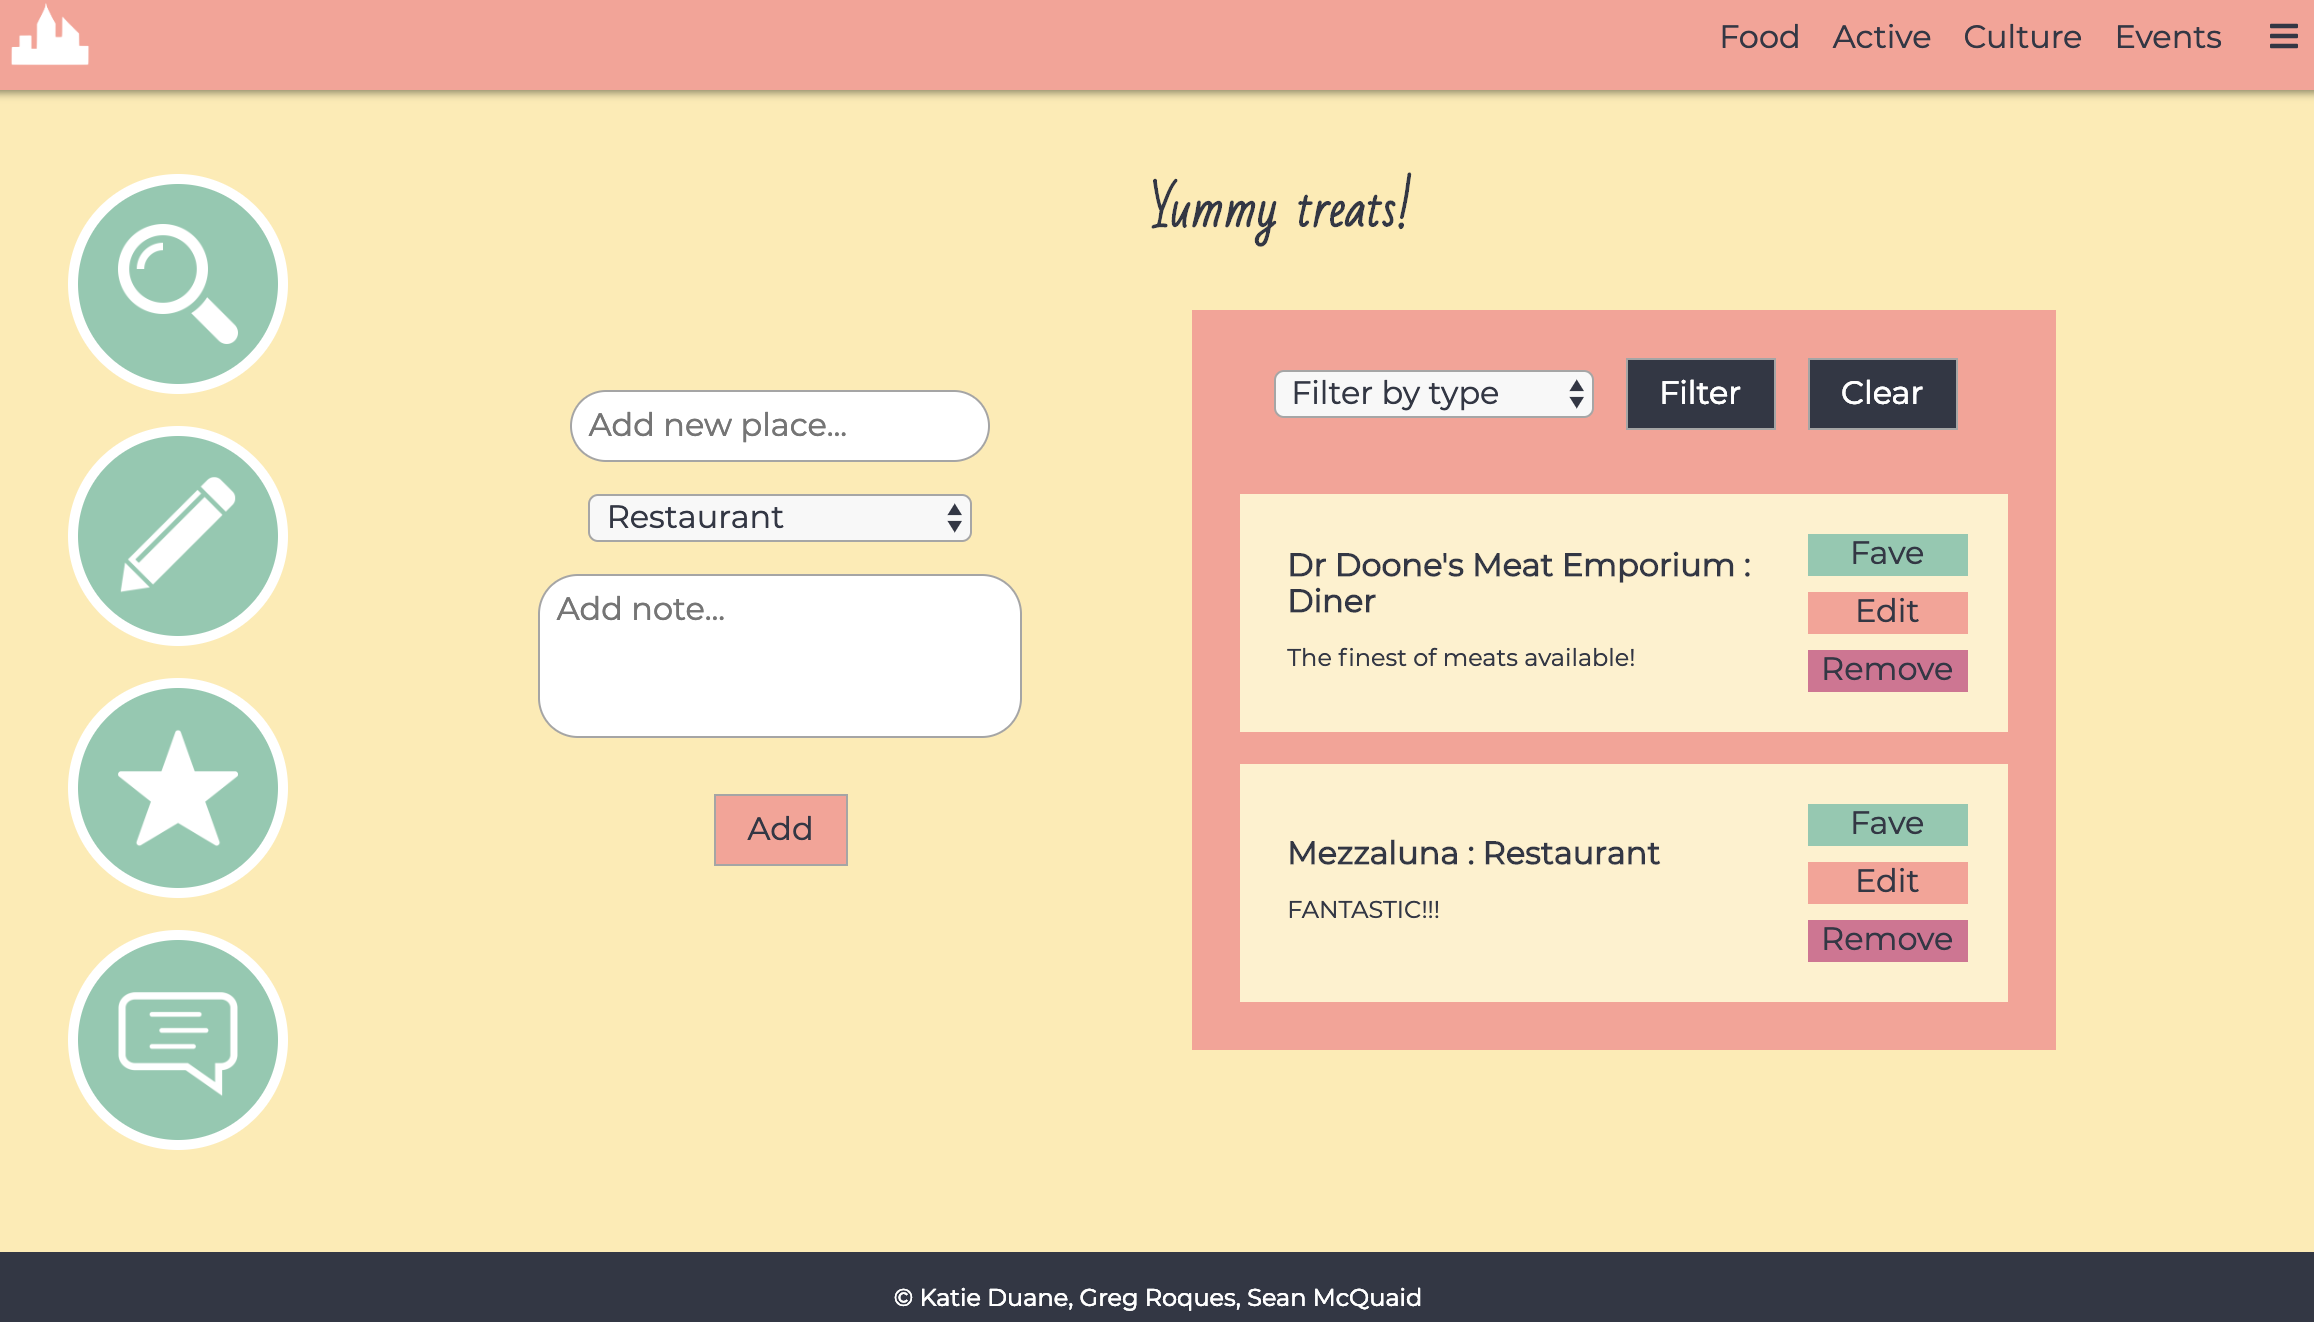 Food Active Culture Events
Yummy treats!
Add new place...
Restaurant
Add note...
Add
Filter by type
Filter
Clear
Dr Doone's Meat Emporium :
Diner
The finest of meats available!
Fave
Edit
Remove
Mezzaluna : Restaurant
FANTASTIC!!!
Fave
Edit
Remove
© Katie Duane, Greg Roques, Sean McQuaid